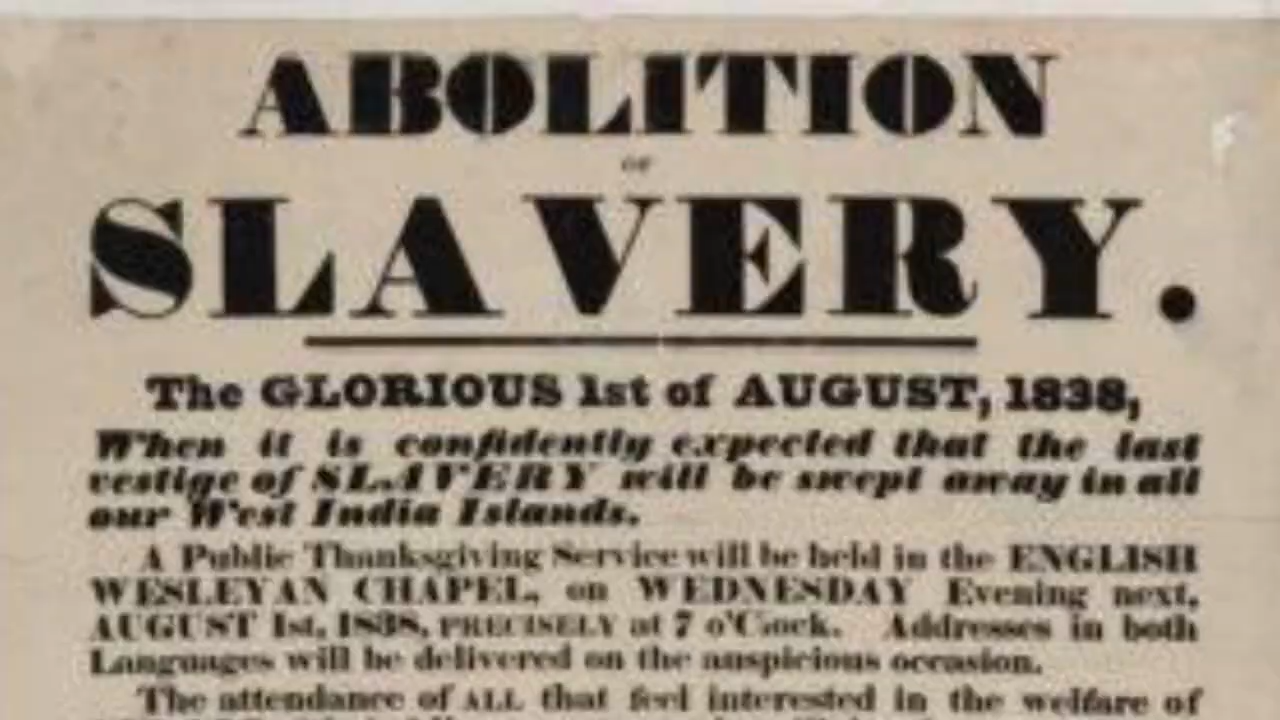 ABOLITION
OF
SLAVERY.
The GLORIOUS 1st of AUGUST, 1838,
When it is confidently expected that the last
vestige of SLAVERY will be swept away in all
our West India Islands.
A Public Thanksgiving Service will be held in the ENGLISH
WESLEYAN CHAPEL, on WEDNESDAY Evening next,
AUGUST 1st, 1838, PRECISELY at 7 o'Clock. Addresses in both
Languages will be delivered on the auspicious occasion.
The attendance of ALL that feel interested in the welfare of